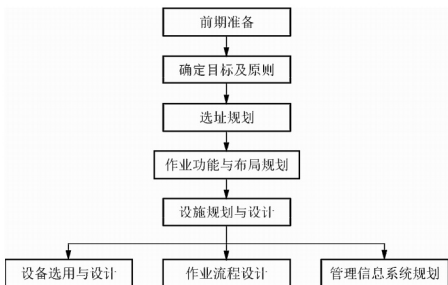 前期准备
确定目标及原则
选址规划
作业功能与布局规划
设施规划与设计
设备选用与设计
作业流程设计
管理信息系统规划